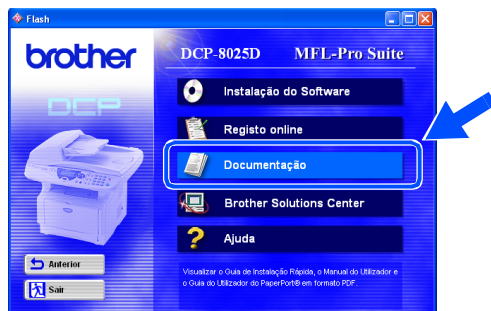 Flash
brother
DCP-8025D MFL-Pro Suite
DCP
Instalação do Software
Registo online
Documentação
Brother Solutions Center
Ajuda
Anterior
Sair
Visualizar o Guia de Instalação Rápida, o Manual do Utilizador e
o Guia do Utilizador do PaperPort® em formato PDF.